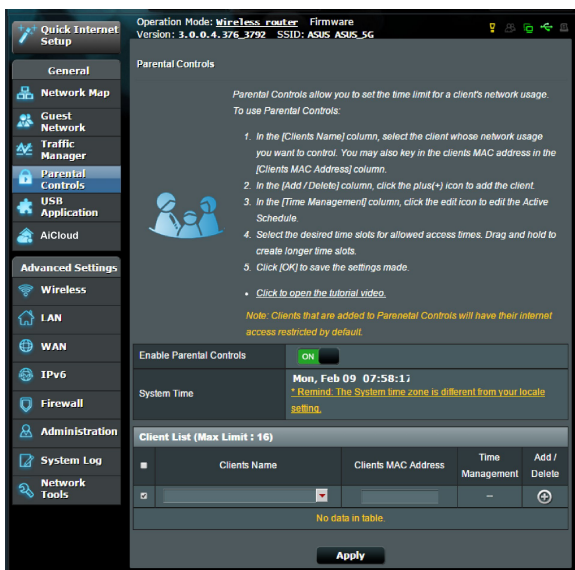 Quick Internet
Setup
General
Network Map
Guest
Network
Traffic
Manager
Parental
Controls
USB
Application
AiCloud
Advanced Settings
Wireless
LAN
WAN
IPv6
Firewall
Administration
System Log
Network
Tools
Operation Mode: Wireless router Firmware
Version: 3.0.0.4.376_3792 SSID: ASUS ASUS_5G
Parental Controls
Parental Controls allow you to set the time limit for a client's network usage.
To use Parental Controls:
1. In the [Clients Name] column, select the client whose network usage
you want to control. You may also key in the clients MAC address in the
[Clients MAC Address] column.
2. In the [Add / Delete] column, click the plus(+) icon to add the client.
3. In the [Time Management] column, click the edit icon to edit the Active
Schedule.
4. Select the desired time slots for allowed access times. Drag and hold to
create longer time slots.
5. Click [OK] to save the settings made.
• Click to open the tutorial video.
Note: Clients that are added to Parenetal Controls will have their internet
access restricted by default.
Enable Parental Controls ON
System Time
Mon, Feb 09 07:58:17
* Remind: The System time zone is different from your locale
setting.
Client List (Max Limit : 16)
Clients Name Clients MAC Address Time Management Add / Delete
--
No data in table.
Apply